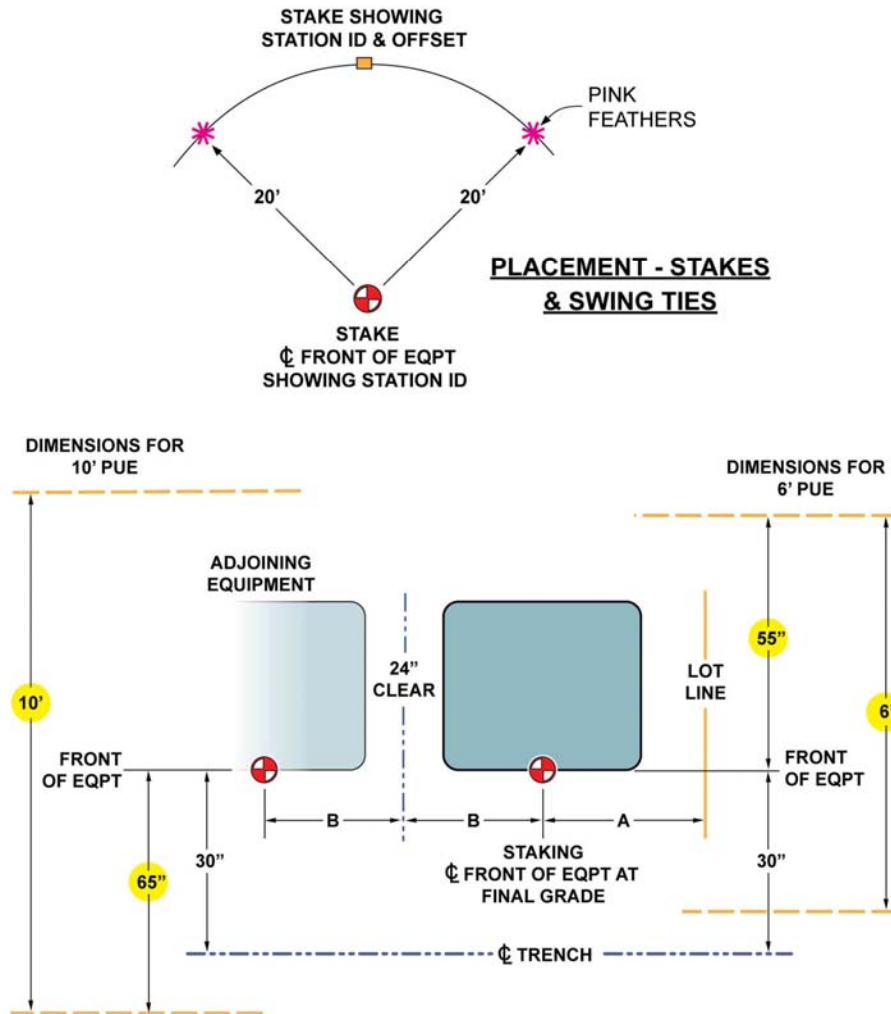 STAKE SHOWING
STATION ID & OFFSET
PINK
FEATHERS
20’
20’
PLACEMENT - STAKES
& SWING TIES
STAKE
℄ FRONT OF EQPT
SHOWING STATION ID
DIMENSIONS FOR
10’ PUE
DIMENSIONS FOR
6’ PUE
ADJOINING
EQUIPMENT
24”
CLEAR
55”
LOT
LINE
10’
6’
FRONT
OF EQPT
FRONT
OF EQPT
B
B
A
30”
STAKING
℄ FRONT OF EQPT AT
FINAL GRADE
30”
65”
℄ TRENCH